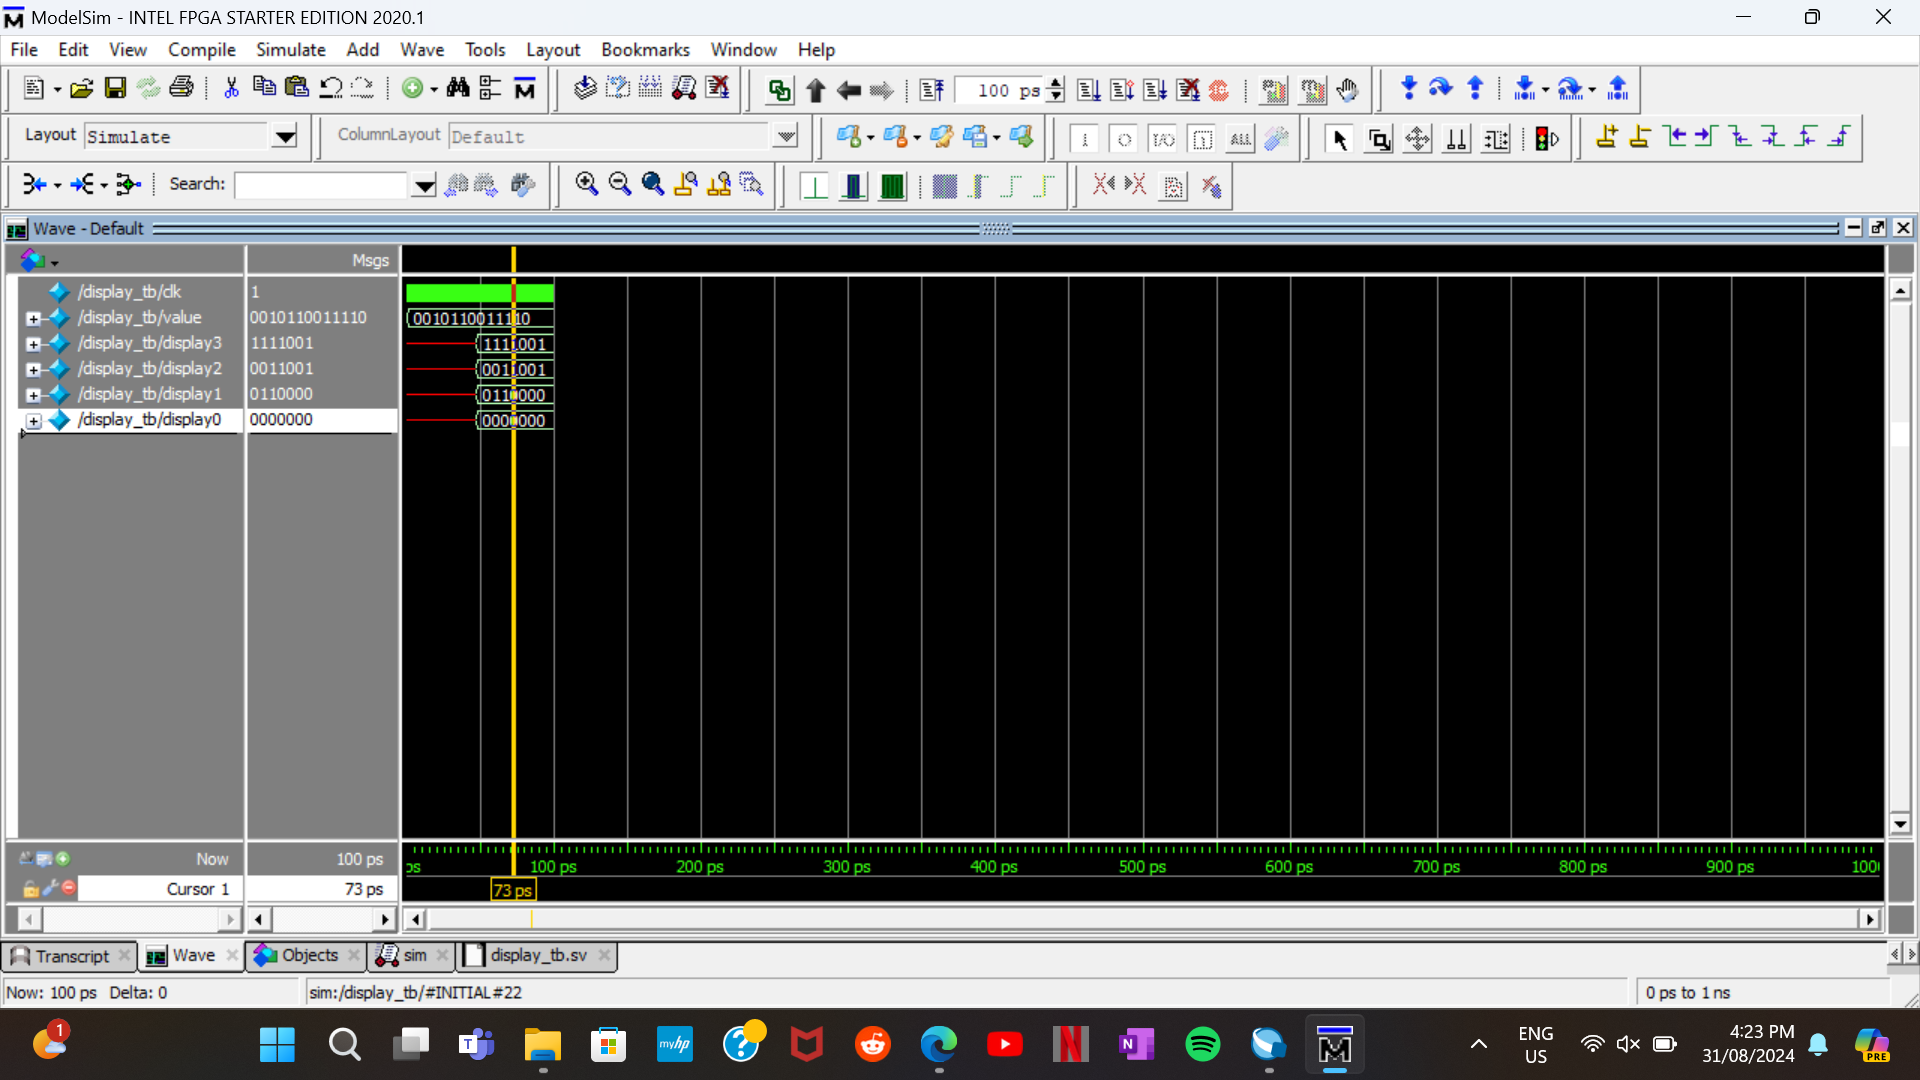 ModelSim - INTEL FPGA STARTER EDITION 2020.1
File Edit View Compile Simulate Add Wave Tools Layout Bookmarks Window Help
100 ps
Layout Simulate ColumnLayout Default
ALL
Search:
Wave - Default
Msgs
/display_tb/clk 1
/display_tb/value 0010110011110 0010110011110
/display_tb/display3 1111001 1111001
/display_tb/display2 0011001 0011001
/display_tb/display1 0110000 0110000
/display_tb/display0 0000000 0000000
Now 100 ps ps 100 ps 200 ps 300 ps 400 ps 500 ps 600 ps 700 ps 800 ps 900 ps 1000
Cursor 1 73 ps 73 ps
Transcript Wave Objects sim display_tb.sv
Now: 100 ps Delta: 0 sim:/display_tb/#INITIAL#22 0 ps to 1 ns
1 T myhp ? N N M ENG 4:23 PM
US 31/08/2024 PRE